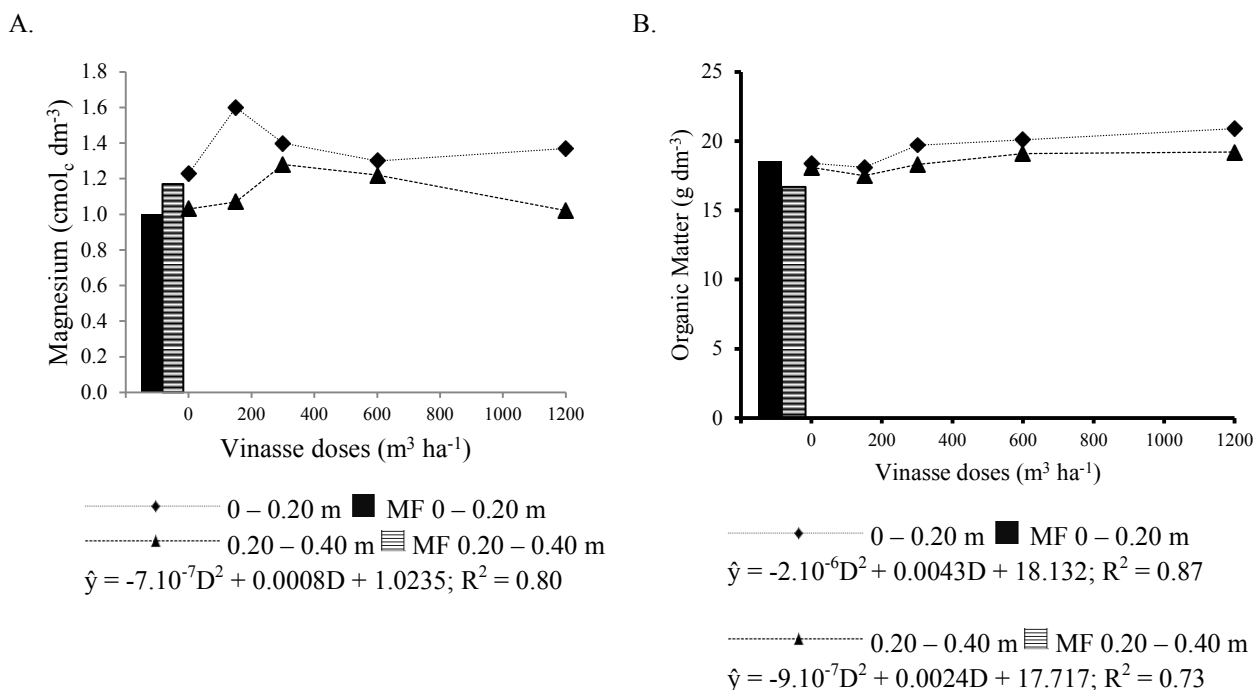 A.
Magnesium (cmol_c dm⁻³)
1.8
1.6
1.4
1.2
1.0
0.8
0.6
0.4
0.2
0.0
0 200 400 600 800 1000 1200
Vinasse doses (m³ ha⁻¹)
0 – 0.20 m MF 0 – 0.20 m
0.20 – 0.40 m MF 0.20 – 0.40 m
ŷ = -7.10⁻⁷D² + 0.0008D + 1.0235; R² = 0.80
B.
Organic Matter (g dm⁻³)
25
20
15
10
5
0
0 200 400 600 800 1000 1200
Vinasse doses (m³ ha⁻¹)
0 – 0.20 m MF 0 – 0.20 m
ŷ = -2.10⁻⁶D² + 0.0043D + 18.132; R² = 0.87
0.20 – 0.40 m MF 0.20 – 0.40 m
ŷ = -9.10⁻⁷D² + 0.0024D + 17.717; R² = 0.73